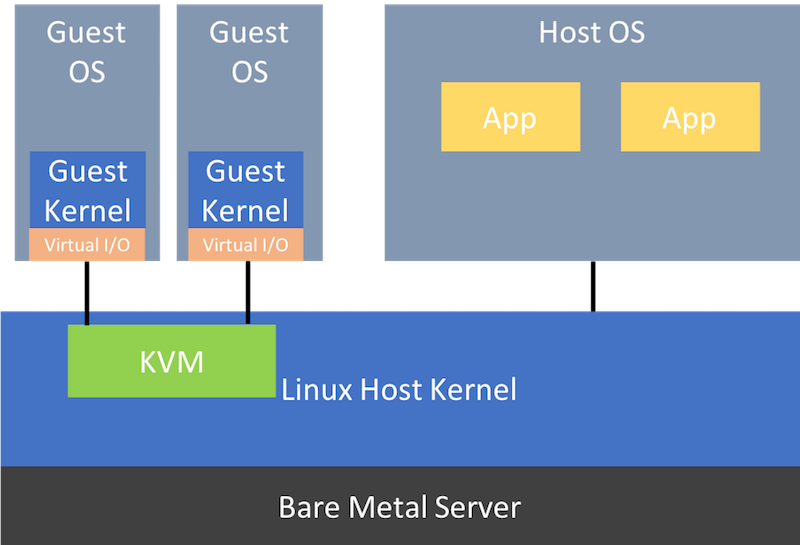 Guest
OS
Guest
OS
Host OS
App
App
Guest
Kernel
Virtual I/O
Guest
Kernel
Virtual I/O
KVM
Linux Host Kernel
Bare Metal Server